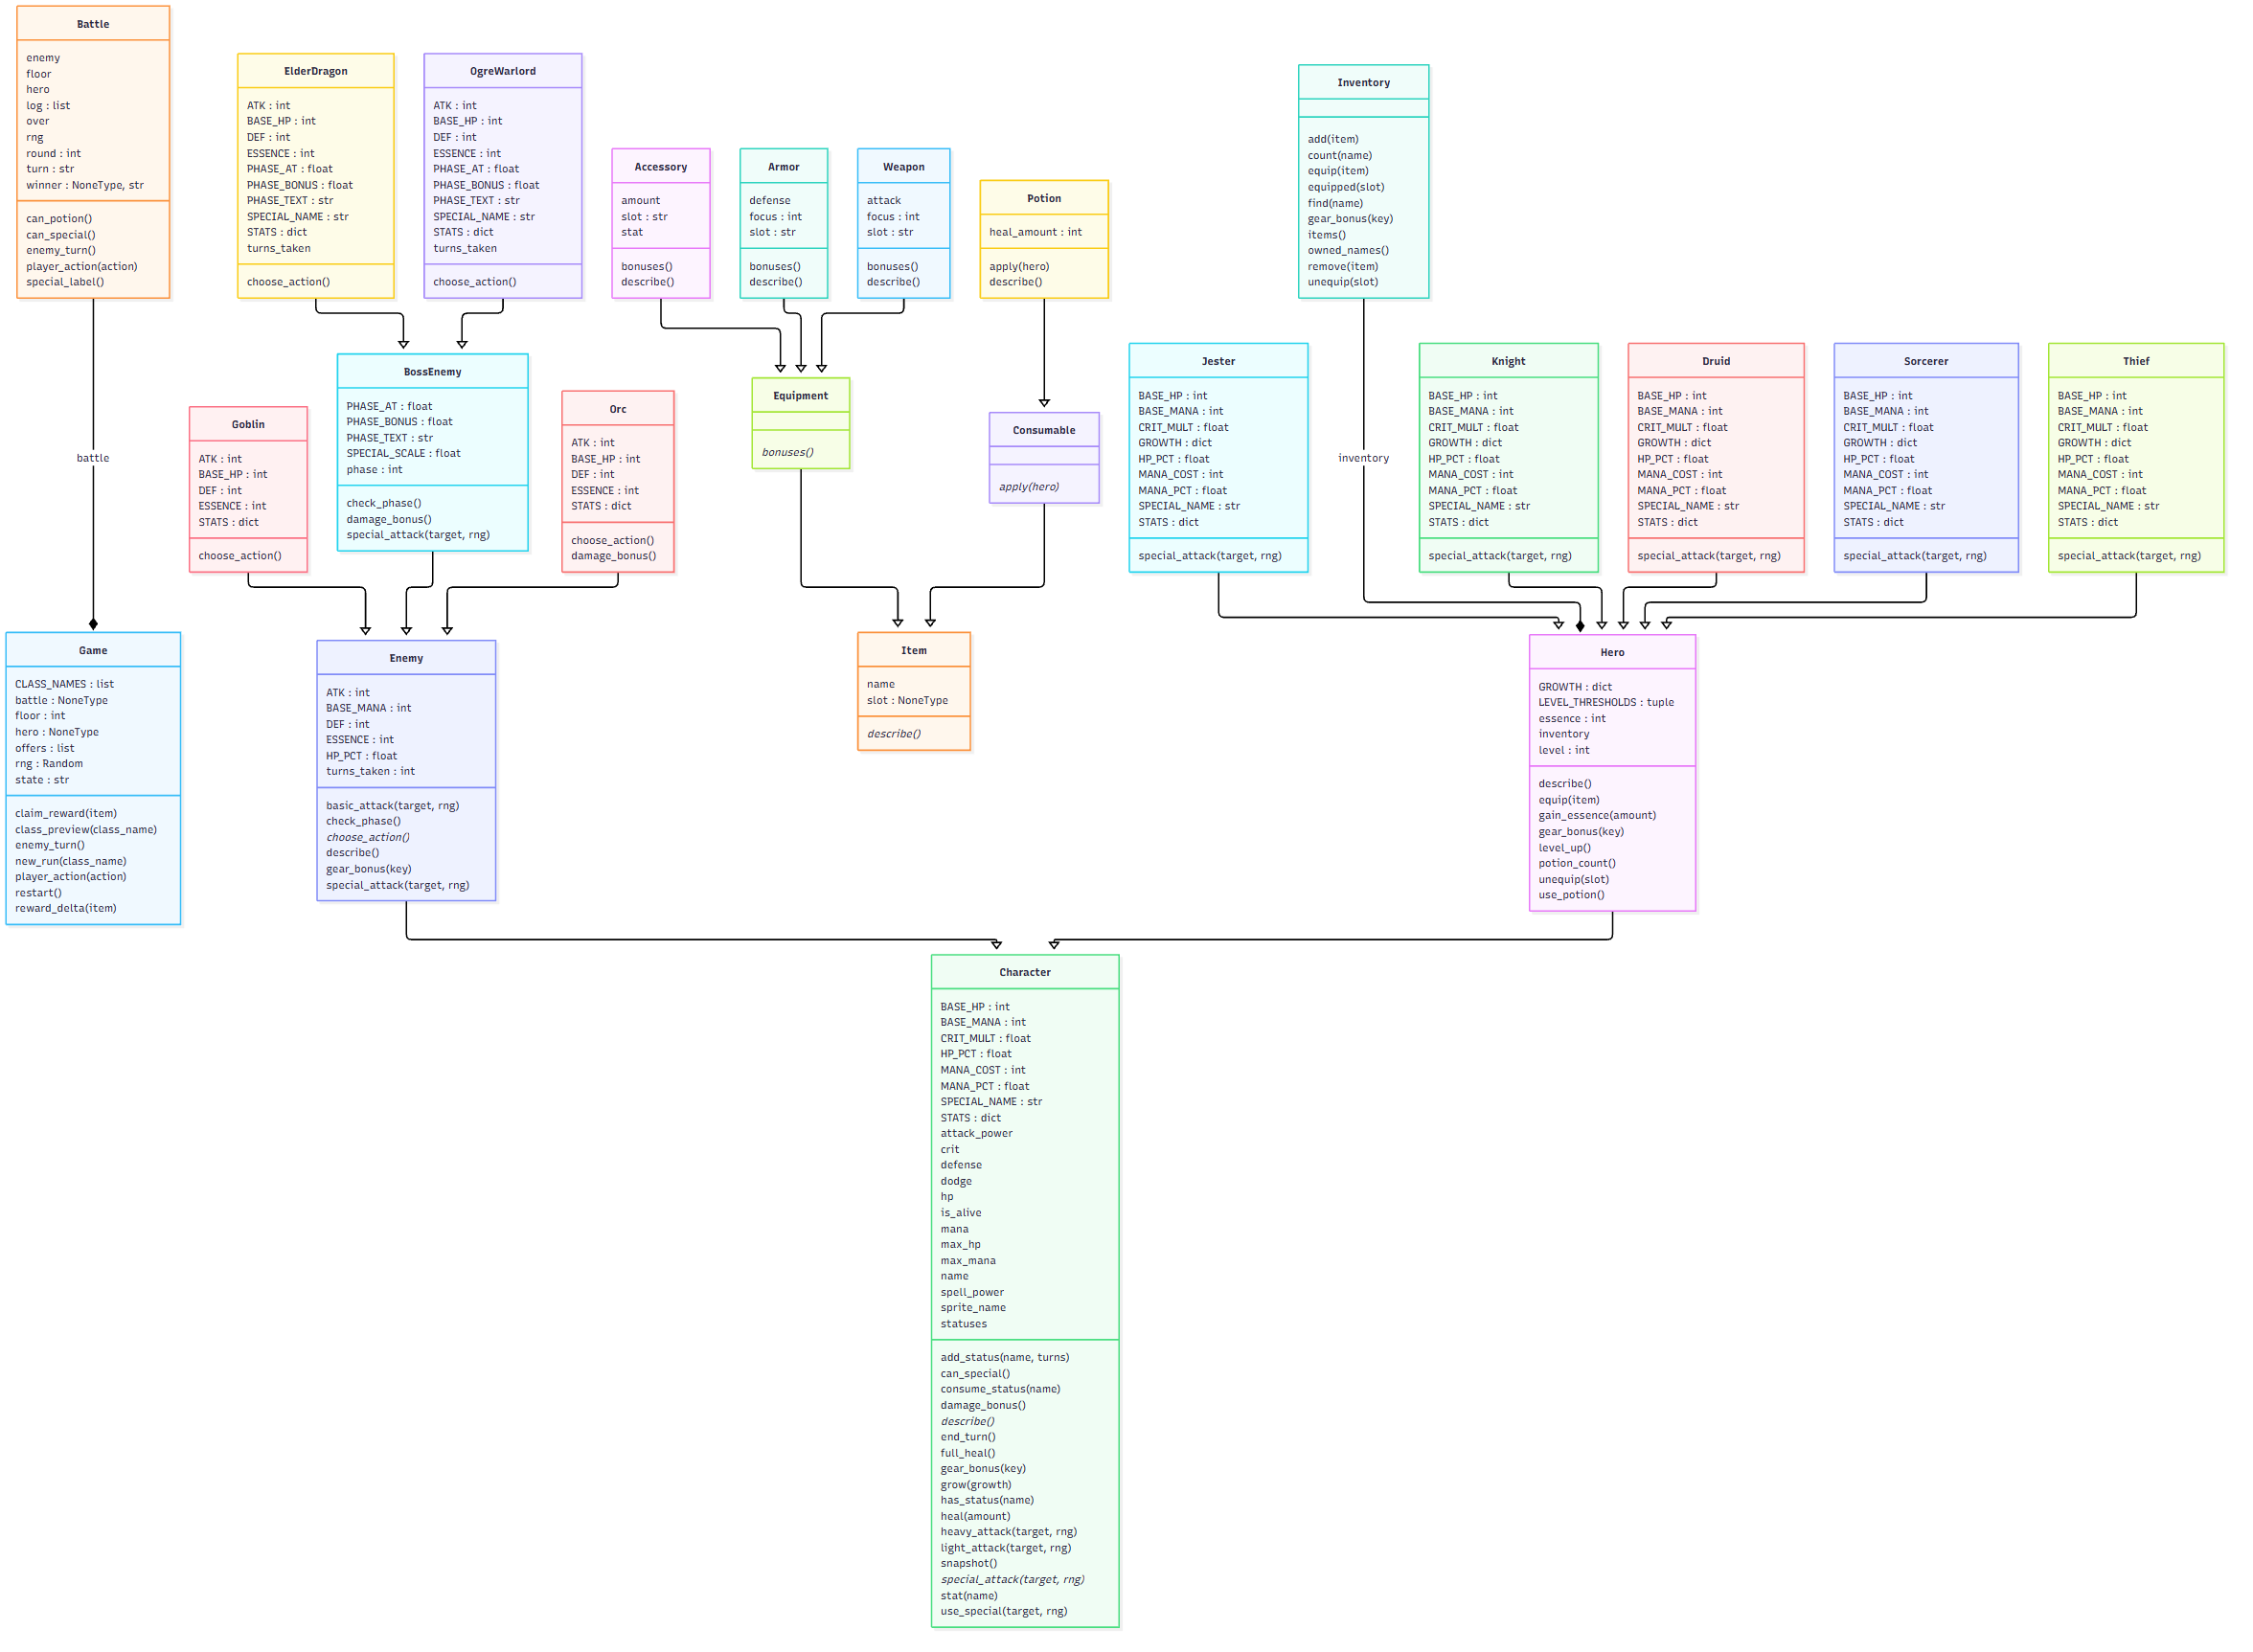 Battle
enemy
floor
hero
log : list
over
rng
round : int
turn : str
winner : NoneType, str
can_potion()
can_special()
enemy_turn()
player_action(action)
special_label()
ElderDragon
ATK : int
BASE_HP : int
DEF : int
ESSENCE : int
PHASE_AT : float
PHASE_BONUS : float
PHASE_TEXT : str
SPECIAL_NAME : str
STATS : dict
turns_taken
choose_action()
OgreWarlord
ATK : int
BASE_HP : int
DEF : int
ESSENCE : int
PHASE_AT : float
PHASE_BONUS : float
PHASE_TEXT : str
SPECIAL_NAME : str
STATS : dict
turns_taken
choose_action()
Accessory
amount
slot : str
stat
bonuses()
describe()
Armor
defense
focus : int
slot : str
bonuses()
describe()
Weapon
attack
focus : int
slot : str
bonuses()
describe()
Potion
heal_amount : int
apply(hero)
describe()
Inventory
add(item)
count(name)
equip(item)
equipped(slot)
find(name)
gear_bonus(key)
items()
owned_names()
remove(item)
unequip(slot)
battle
Goblin
ATK : int
BASE_HP : int
DEF : int
ESSENCE : int
STATS : dict
choose_action()
BossEnemy
PHASE_AT : float
PHASE_BONUS : float
PHASE_TEXT : str
SPECIAL_SCALE : float
phase : int
check_phase()
damage_bonus()
special_attack(target, rng)
Orc
ATK : int
BASE_HP : int
DEF : int
ESSENCE : int
STATS : dict
choose_action()
damage_bonus()
Equipment
bonuses()
Consumable
apply(hero)
Jester
BASE_HP : int
BASE_MANA : int
CRIT_MULT : float
GROWTH : dict
HP_PCT : float
MANA_COST : int
MANA_PCT : float
SPECIAL_NAME : str
STATS : dict
special_attack(target, rng)
inventory
Knight
BASE_HP : int
BASE_MANA : int
CRIT_MULT : float
GROWTH : dict
HP_PCT : float
MANA_COST : int
MANA_PCT : float
SPECIAL_NAME : str
STATS : dict
special_attack(target, rng)
Druid
BASE_HP : int
BASE_MANA : int
CRIT_MULT : float
GROWTH : dict
HP_PCT : float
MANA_COST : int
MANA_PCT : float
SPECIAL_NAME : str
STATS : dict
special_attack(target, rng)
Sorcerer
BASE_HP : int
BASE_MANA : int
CRIT_MULT : float
GROWTH : dict
HP_PCT : float
MANA_COST : int
MANA_PCT : float
SPECIAL_NAME : str
STATS : dict
special_attack(target, rng)
Thief
BASE_HP : int
BASE_MANA : int
CRIT_MULT : float
GROWTH : dict
HP_PCT : float
MANA_COST : int
MANA_PCT : float
SPECIAL_NAME : str
STATS : dict
special_attack(target, rng)
Game
CLASS_NAMES : list
battle : NoneType
floor : int
hero : NoneType
offers : list
rng : Random
state : str
claim_reward(item)
class_preview(class_name)
enemy_turn()
new_run(class_name)
player_action(action)
restart()
reward_delta(item)
Enemy
ATK : int
BASE_MANA : int
DEF : int
ESSENCE : int
HP_PCT : float
turns_taken : int
basic_attack(target, rng)
check_phase()
choose_action()
describe()
gear_bonus(key)
special_attack(target, rng)
Item
name
slot : NoneType
describe()
Hero
GROWTH : dict
LEVEL_THRESHOLDS : tuple
essence : int
inventory
level : int
describe()
equip(item)
gain_essence(amount)
gear_bonus(key)
level_up()
potion_count()
unequip(slot)
use_potion()
Character
BASE_HP : int
BASE_MANA : int
CRIT_MULT : float
HP_PCT : float
MANA_COST : int
MANA_PCT : float
SPECIAL_NAME : str
STATS : dict
attack_power
crit
defense
dodge
hp
is_alive
mana
max_hp
max_mana
name
spell_power
sprite_name
statuses
add_status(name, turns)
can_special()
consume_status(name)
damage_bonus()
describe()
end_turn()
full_heal()
gear_bonus(key)
grow(growth)
has_status(name)
heal(amount)
heavy_attack(target, rng)
light_attack(target, rng)
snapshot()
special_attack(target, rng)
stat(name)
use_special(target, rng)